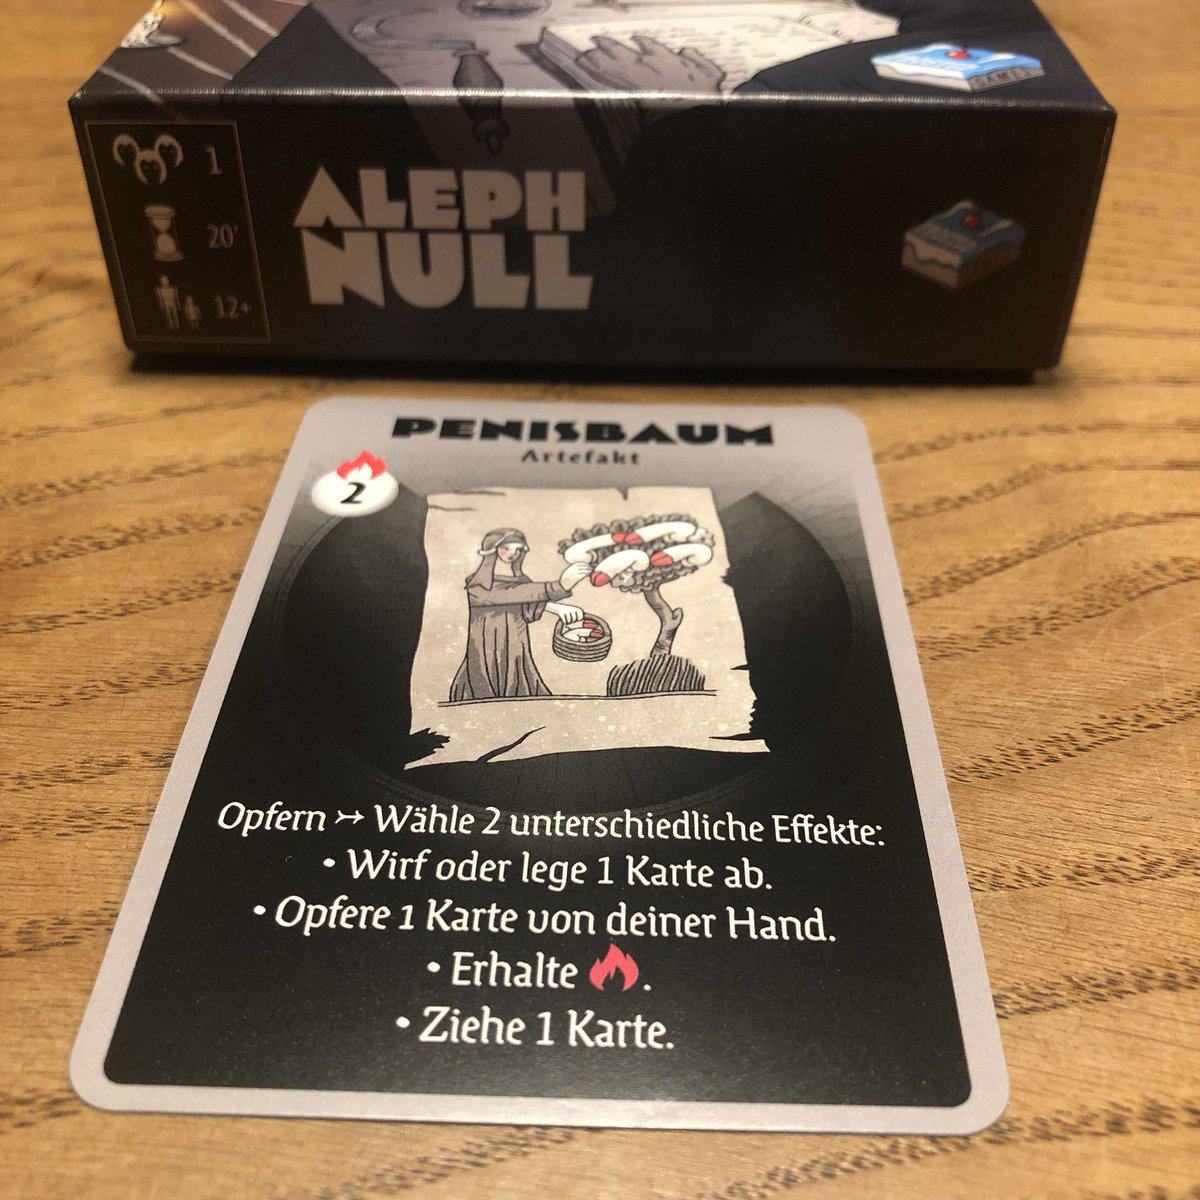 GAMES
1
20'
12+
ALEPH
NULL
PENISBAUM
Artefakt
2
Opfern ↣ Wähle 2 unterschiedliche Effekte:
• Wirf oder lege 1 Karte ab.
• Opfere 1 Karte von deiner Hand.
• Erhalte .
• Ziehe 1 Karte.